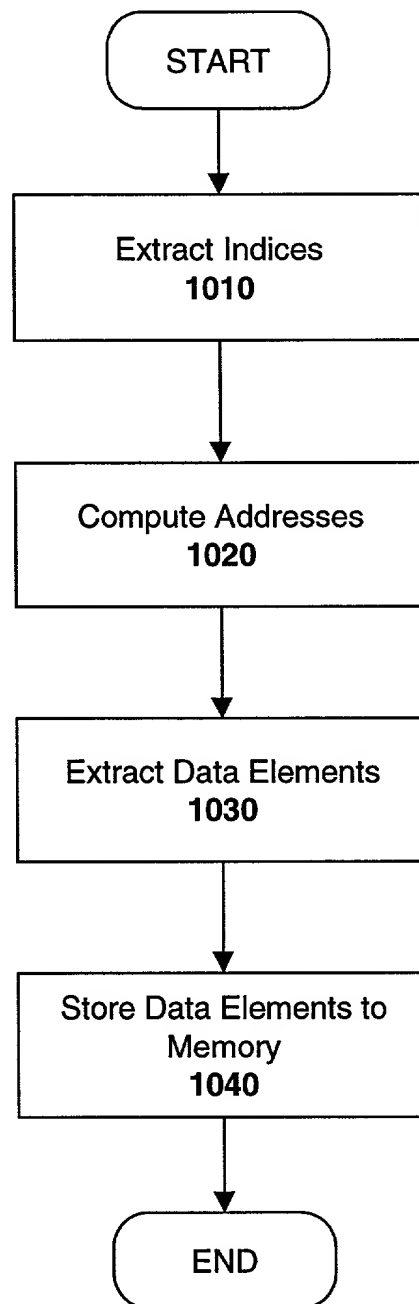 START
Extract Indices
1010
Compute Addresses
1020
Extract Data Elements
1030
Store Data Elements to
Memory
1040
END